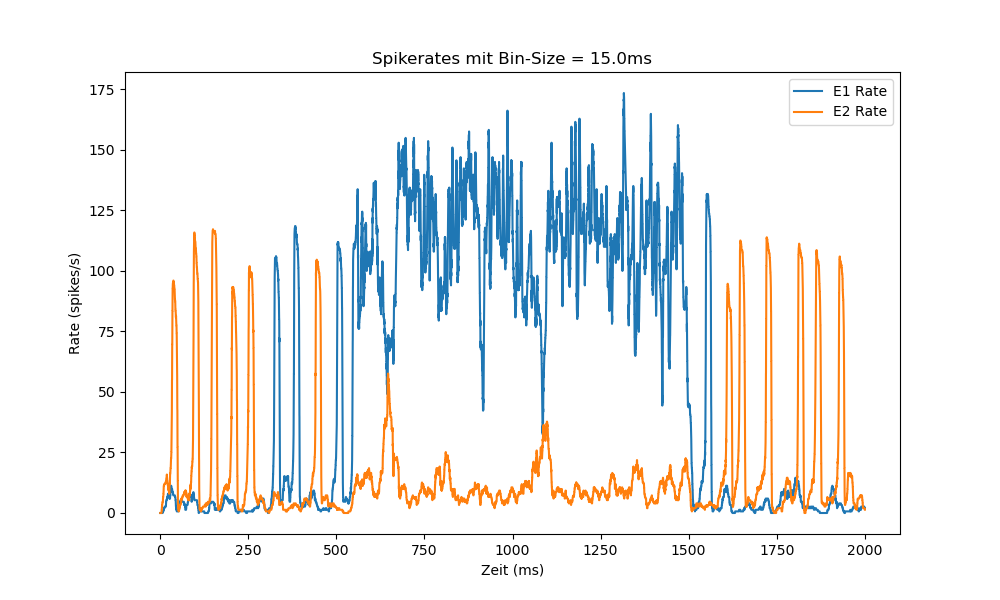 Spikerates mit Bin-Size = 15.0ms
E1 Rate
E2 Rate
175
150
125
100
75
50
25
0
Rate (spikes/s)
0 250 500 750 1000 1250 1500 1750 2000
Zeit (ms)